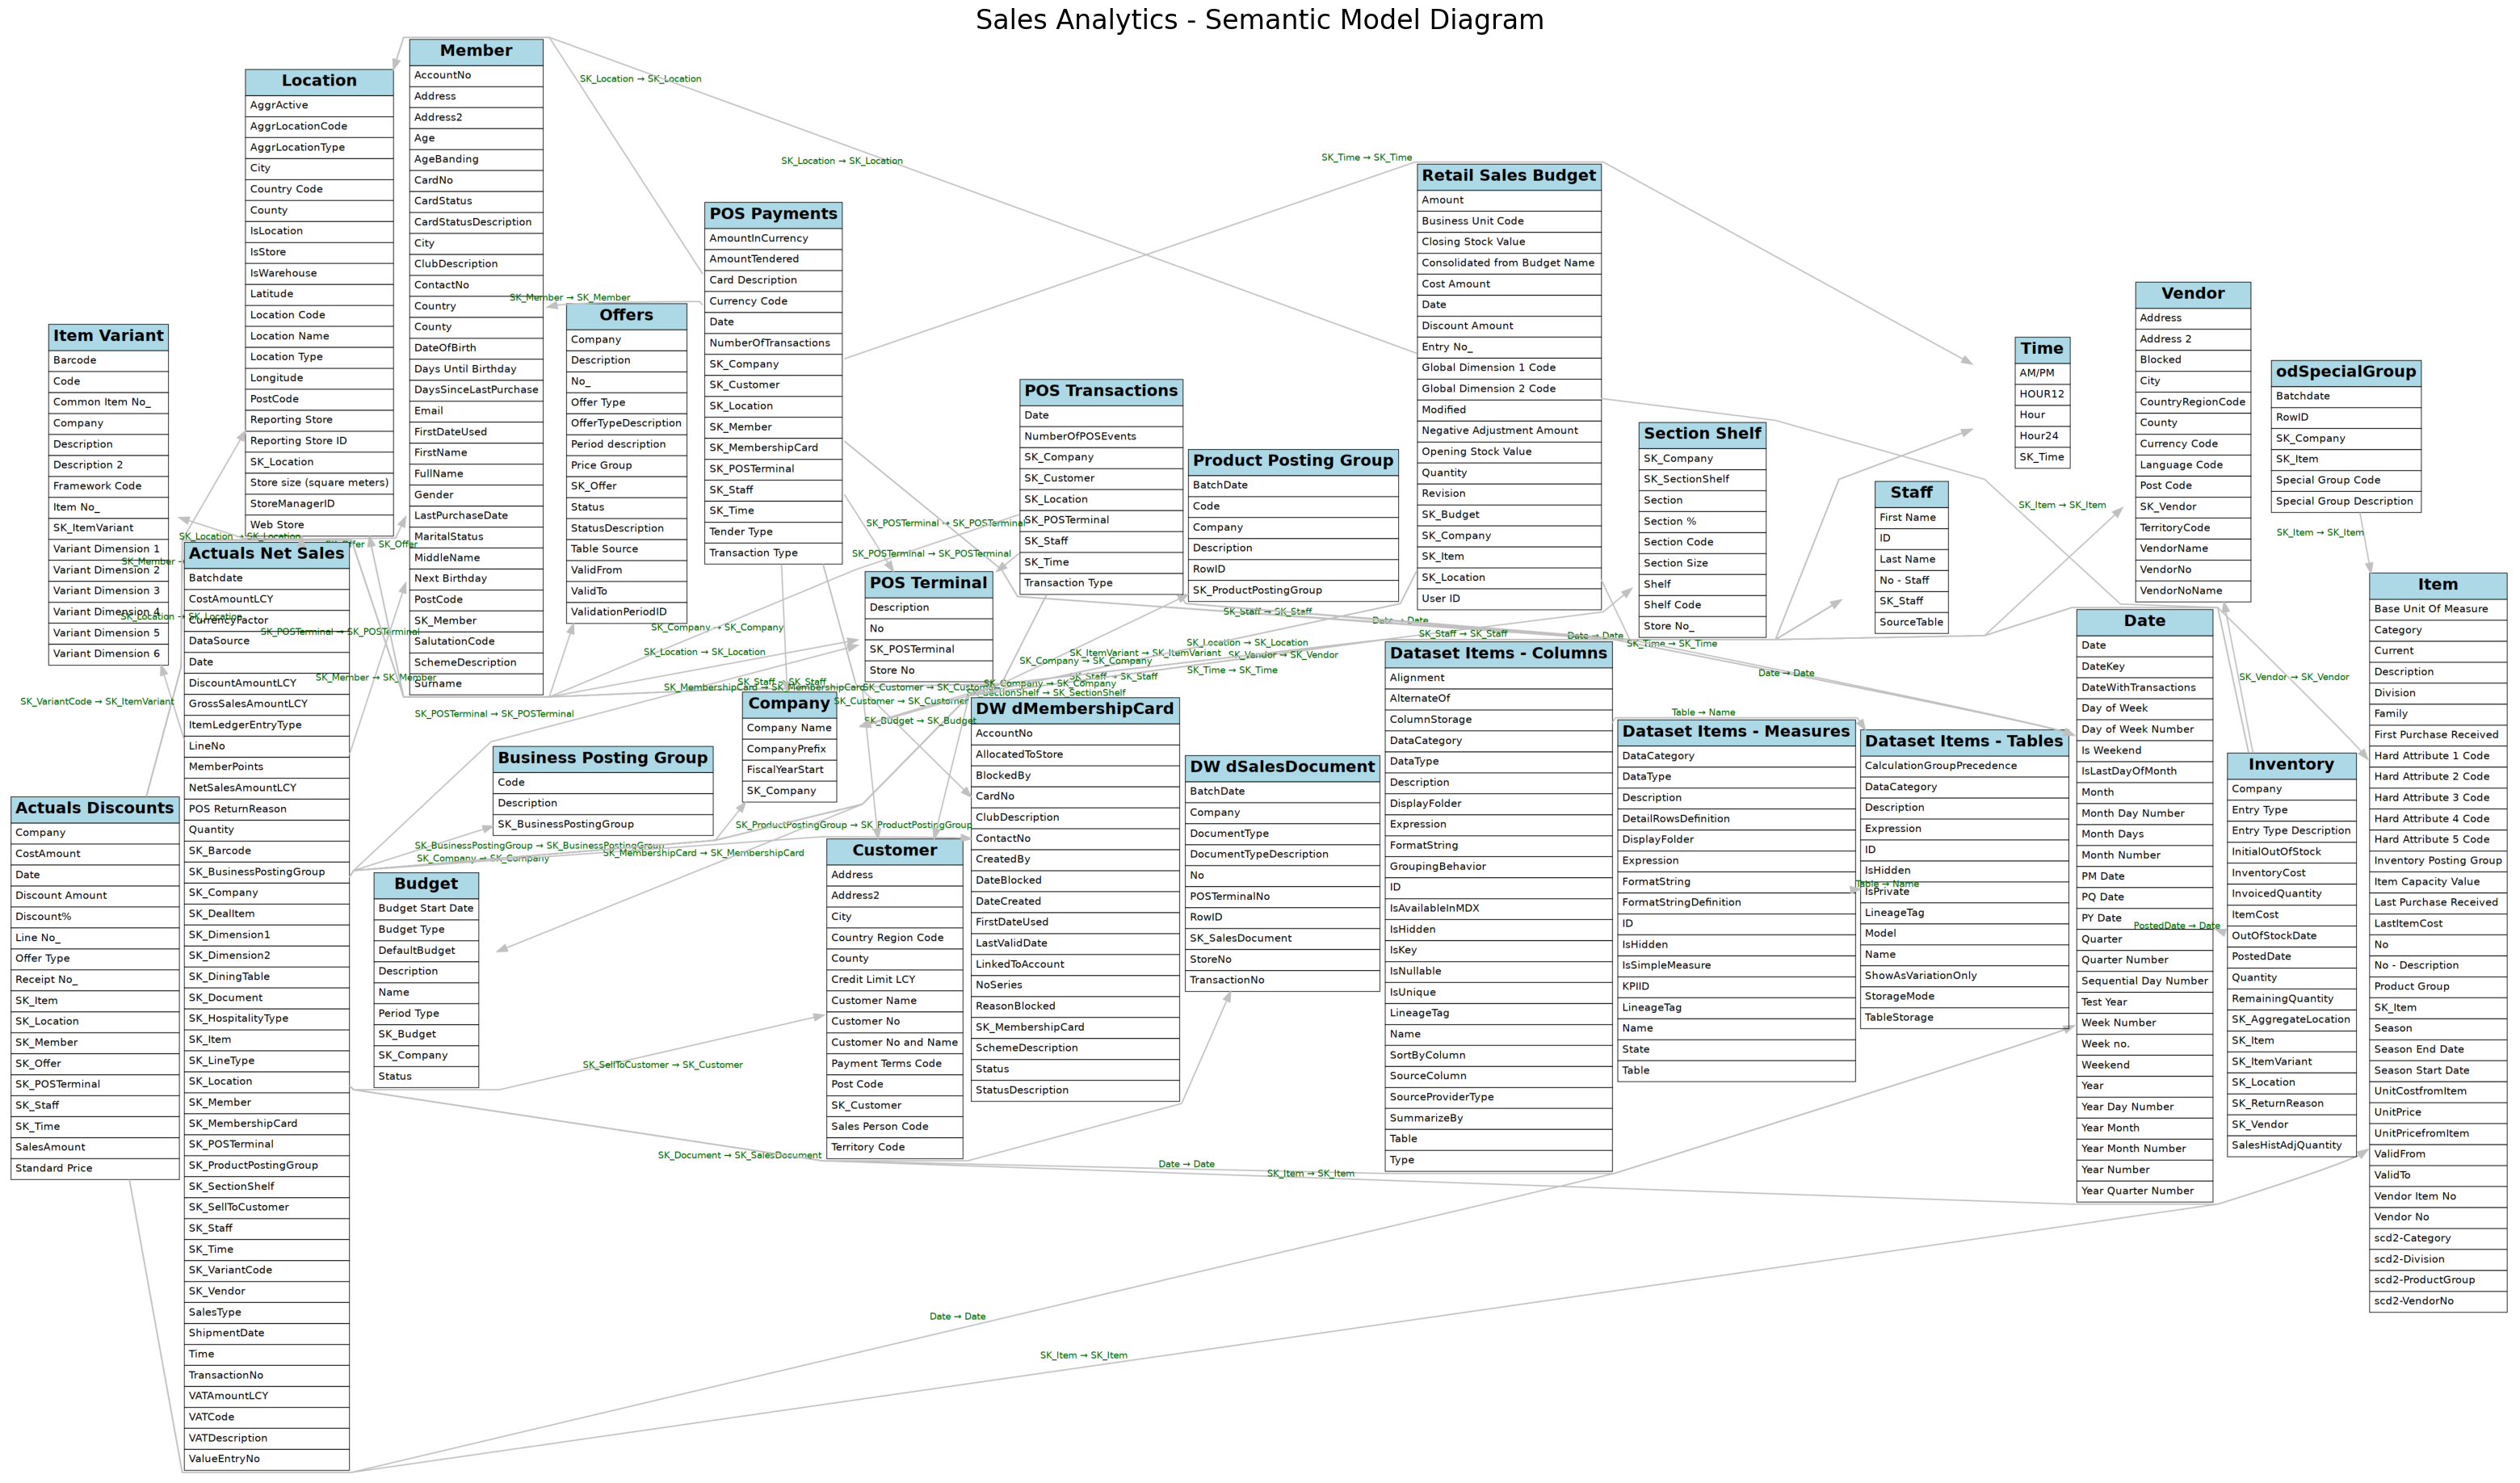 Sales Analytics - Semantic Model Diagram
Member
AccountNo
Address
Address2
Age
AgeBanding
CardNo
CardStatus
CardStatusDescription
City
ClubDescription
ContactNo
Country
County
DateOfBirth
Days Until Birthday
DaysSinceLastPurchase
Email
FirstDateUsed
FirstName
FullName
Gender
LastPurchaseDate
MaritalStatus
MiddleName
Next Birthday
PostCode
SK_Member
SalutationCode
SchemeDescription
Surname
Location
AggrActive
AggrLocationCode
AggrLocationType
City
Country Code
County
IsLocation
IsStore
IsWarehouse
Latitude
Location Code
Location Name
Location Type
Longitude
PostCode
Reporting Store
Reporting Store ID
SK_Location
Store size (square meters)
StoreManagerID
Web Store
Item Variant
Barcode
Code
Common Item No_
Company
Description
Description 2
Framework Code
Item No_
SK_ItemVariant
Variant Dimension 1
Variant Dimension 2
Variant Dimension 3
Variant Dimension 4
Variant Dimension 5
Variant Dimension 6
Offers
Company
Description
No_
Offer Type
OfferTypeDescription
Period description
Price Group
SK_Offer
Status
StatusDescription
Table Source
ValidFrom
ValidTo
ValidationPeriodID
POS Payments
AmountInCurrency
AmountTendered
Card Description
Currency Code
Date
NumberOfTransactions
SK_Company
SK_Customer
SK_Location
SK_Member
SK_MembershipCard
SK_POSTerminal
SK_Staff
SK_Time
Tender Type
Transaction Type
POS Transactions
Date
NumberOfPOSEvents
SK_Company
SK_Customer
SK_Location
SK_POSTerminal
SK_Staff
SK_Time
Transaction Type
Product Posting Group
BatchDate
Code
Company
Description
RowID
SK_ProductPostingGroup
Retail Sales Budget
Amount
Business Unit Code
Closing Stock Value
Consolidated from Budget Name
Cost Amount
Date
Discount Amount
Entry No_
Global Dimension 1 Code
Global Dimension 2 Code
Modified
Negative Adjustment Amount
Opening Stock Value
Quantity
Revision
SK_Budget
SK_Company
SK_Item
SK_Location
User ID
Section Shelf
SK_Company
SK_SectionShelf
Section
Section %
Section Code
Section Size
Shelf
Shelf Code
Store No_
Staff
First Name
ID
Last Name
No - Staff
SK_Staff
SourceTable
Time
AM/PM
HOUR12
Hour
Hour24
SK_Time
Vendor
Address
Address 2
Blocked
City
CountryRegionCode
County
Currency Code
Language Code
Post Code
SK_Vendor
TerritoryCode
VendorName
VendorNo
VendorNoName
odSpecialGroup
Batchdate
RowID
SK_Company
SK_Item
Special Group Code
Special Group Description
Actuals Net Sales
Batchdate
CostAmountLCY
CurrencyFactor
DataSource
Date
DiscountAmountLCY
GrossSalesAmountLCY
ItemLedgerEntryType
LineNo
MemberPoints
NetSalesAmountLCY
POS ReturnReason
Quantity
SK_Barcode
SK_BusinessPostingGroup
SK_Company
SK_DealItem
SK_Dimension1
SK_Dimension2
SK_DiningTable
SK_Document
SK_HospitalityType
SK_Item
SK_LineType
SK_Location
SK_Member
SK_MembershipCard
SK_POSTerminal
SK_ProductPostingGroup
SK_SectionShelf
SK_SellToCustomer
SK_Staff
SK_Time
SK_VariantCode
SK_Vendor
SalesType
ShipmentDate
Time
TransactionNo
VATAmountLCY
VATCode
VATDescription
ValueEntryNo
Actuals Discounts
Company
CostAmount
Date
Discount Amount
Discount%
Line No_
Offer Type
Receipt No_
SK_Item
SK_Location
SK_Member
SK_Offer
SK_POSTerminal
SK_Staff
SK_Time
SalesAmount
Standard Price
POS Terminal
Description
No
SK_POSTerminal
Store No
Company
Company Name
CompanyPrefix
FiscalYearStart
SK_Company
Business Posting Group
Code
Description
SK_BusinessPostingGroup
Budget
Budget Start Date
Budget Type
DefaultBudget
Description
Name
Period Type
SK_Budget
SK_Company
Status
Customer
Address
Address2
City
Country Region Code
County
Credit Limit LCY
Customer Name
Customer No
Customer No and Name
Payment Terms Code
Post Code
SK_Customer
Sales Person Code
Territory Code
DW dMembershipCard
AccountNo
AllocatedToStore
BlockedBy
CardNo
ClubDescription
ContactNo
CreatedBy
DateBlocked
DateCreated
FirstDateUsed
LastValidDate
LinkedToAccount
NoSeries
ReasonBlocked
SK_MembershipCard
SchemeDescription
Status
StatusDescription
DW dSalesDocument
BatchDate
Company
DocumentType
DocumentTypeDescription
No
POSTerminalNo
RowID
SK_SalesDocument
StoreNo
TransactionNo
Dataset Items - Columns
Alignment
AlternateOf
ColumnStorage
DataCategory
DataType
Description
DisplayFolder
Expression
FormatString
GroupingBehavior
ID
IsAvailableInMDX
IsHidden
IsKey
IsNullable
IsUnique
LineageTag
Name
SortByColumn
SourceColumn
SourceProviderType
SummarizeBy
Table
Type
Dataset Items - Measures
DataCategory
DataType
Description
DetailRowsDefinition
DisplayFolder
Expression
FormatString
FormatStringDefinition
ID
IsHidden
IsSimpleMeasure
KPIID
LineageTag
Name
State
Table
Dataset Items - Tables
CalculationGroupPrecedence
DataCategory
Description
Expression
ID
IsHidden
IsPrivate
LineageTag
Model
Name
ShowAsVariationOnly
StorageMode
TableStorage
Date
Date
DateKey
DateWithTransactions
Day of Week
Day of Week Number
Is Weekend
IsLastDayOfMonth
Month
Month Day Number
Month Days
Month Number
PM Date
PQ Date
PY Date
Quarter
Quarter Number
Sequential Day Number
Test Year
Week Number
Week no.
Weekend
Year
Year Day Number
Year Month
Year Month Number
Year Number
Year Quarter Number
Inventory
Company
Entry Type
Entry Type Description
InitialOutOfStock
InventoryCost
InvoicedQuantity
ItemCost
OutOfStockDate
PostedDate
Quantity
RemainingQuantity
SK_AggregateLocation
SK_Item
SK_ItemVariant
SK_Location
SK_ReturnReason
SK_Vendor
SalesHistAdjQuantity
Item
Base Unit Of Measure
Category
Current
Description
Division
Family
First Purchase Received
Hard Attribute 1 Code
Hard Attribute 2 Code
Hard Attribute 3 Code
Hard Attribute 4 Code
Hard Attribute 5 Code
Inventory Posting Group
Item Capacity Value
Last Purchase Received
LastItemCost
No
No - Description
Product Group
SK_Item
Season
Season End Date
Season Start Date
UnitCostfromItem
UnitPrice
UnitPricefromItem
ValidFrom
ValidTo
Vendor Item No
Vendor No
scd2-Category
scd2-Division
scd2-ProductGroup
scd2-VendorNo
SK_Location → SK_Location
SK_Location → SK_Location
SK_Time → SK_Time
SK_Member → SK_Member
SK_Item → SK_Item
SK_Item → SK_Item
SK_POSTerminal → SK_POSTerminal
SK_POSTerminal → SK_POSTerminal
SK_Location → SK_Location
SK_Offer
SK_Member
SK_Location → SK_Location
SK_POSTerminal → SK_POSTerminal
SK_Company → SK_Company
SK_Location → SK_Location
SK_Member → SK_Member
SK_VariantCode → SK_ItemVariant
SK_POSTerminal → SK_POSTerminal
SK_MembershipCard → SK_MembershipCard
SK_Staff → SK_Staff
SK_Customer → SK_Customer
SK_Customer → SK_Customer
SK_Budget → SK_Budget
SK_Company → SK_Company
SK_Company → SK_Company
SK_SectionShelf → SK_SectionShelf
SK_ItemVariant → SK_ItemVariant
SK_Staff → SK_Staff
SK_Location → SK_Location
SK_Vendor → SK_Vendor
SK_Time → SK_Time
SK_Staff → SK_Staff
Date → Date
SK_Staff → SK_Staff
Date → Date
SK_Time → SK_Time
Date → Date
SK_Vendor → SK_Vendor
Table → Name
Table → Name
PostedDate → Date
SK_ProductPostingGroup → SK_ProductPostingGroup
SK_BusinessPostingGroup → SK_BusinessPostingGroup
SK_Company → SK_Company
SK_MembershipCard → SK_MembershipCard
SK_SellToCustomer → SK_Customer
SK_Document → SK_SalesDocument
Date → Date
SK_Item → SK_Item
Date → Date
SK_Item → SK_Item